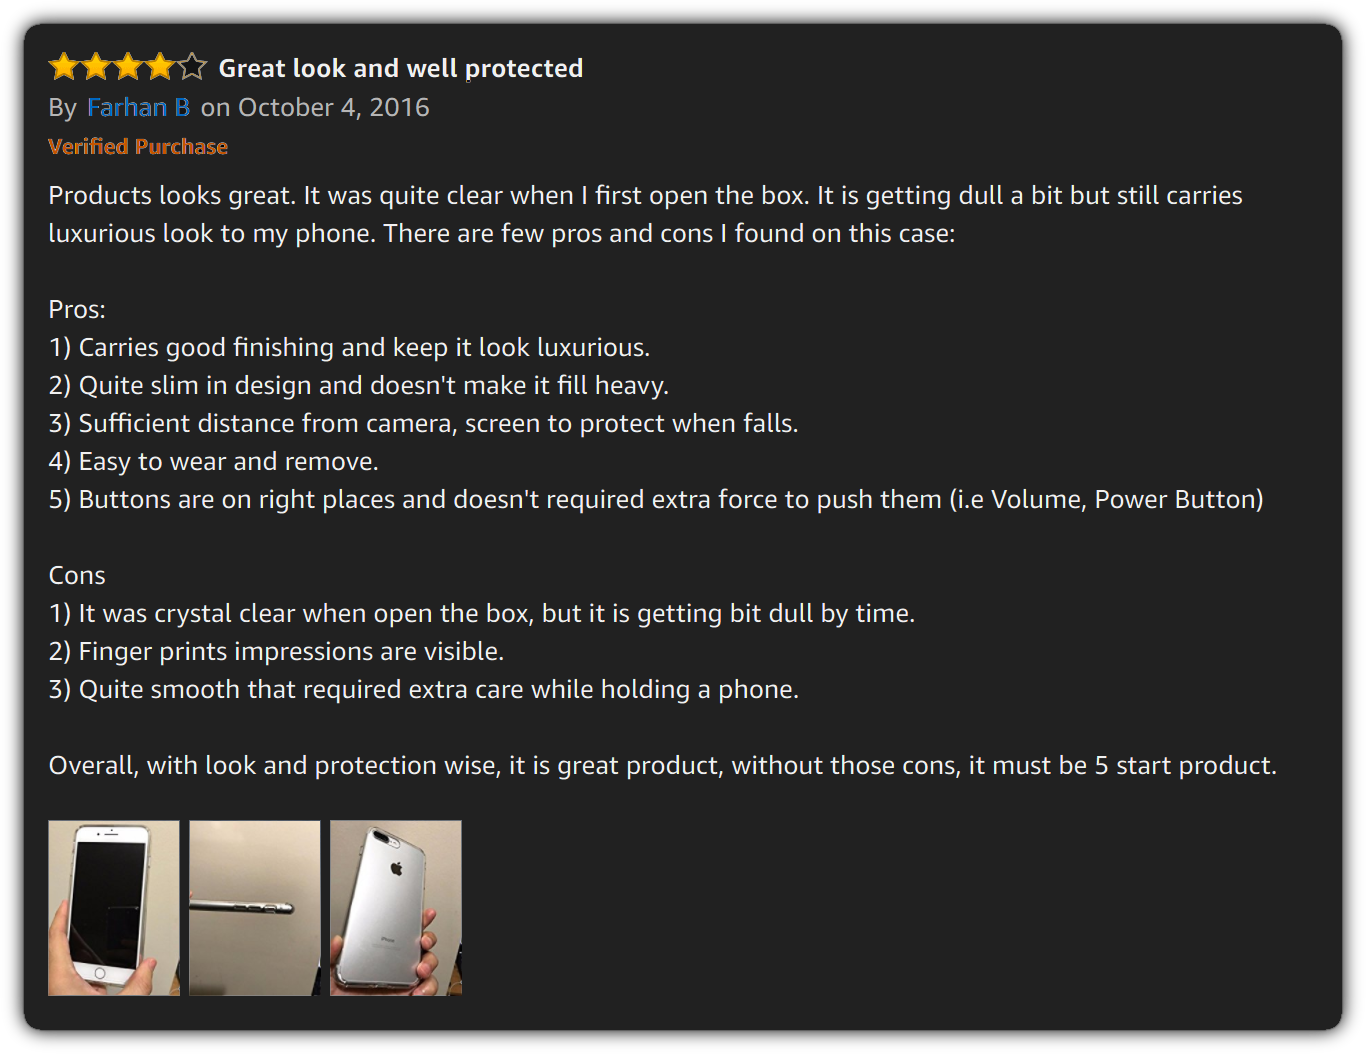 Great look and well protected
By Farhan B on October 4, 2016
Verified Purchase
Products looks great. It was quite clear when I first open the box. It is getting dull a bit but still carries
luxurious look to my phone. There are few pros and cons I found on this case:
Pros:
1) Carries good finishing and keep it look luxurious.
2) Quite slim in design and doesn't make it fill heavy.
3) Sufficient distance from camera, screen to protect when falls.
4) Easy to wear and remove.
5) Buttons are on right places and doesn't required extra force to push them (i.e Volume, Power Button)
Cons
1) It was crystal clear when open the box, but it is getting bit dull by time.
2) Finger prints impressions are visible.
3) Quite smooth that required extra care while holding a phone.
Overall, with look and protection wise, it is great product, without those cons, it must be 5 start product.
iPhone